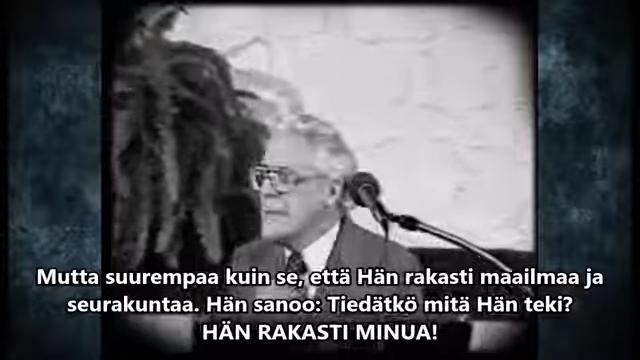 Mutta suurempaa kuin se, että Hän rakasti maailmaa ja
seurakuntaa. Hän sanoo: Tiedätkö mitä Hän teki?
HÄN RAKASTI MINUA!